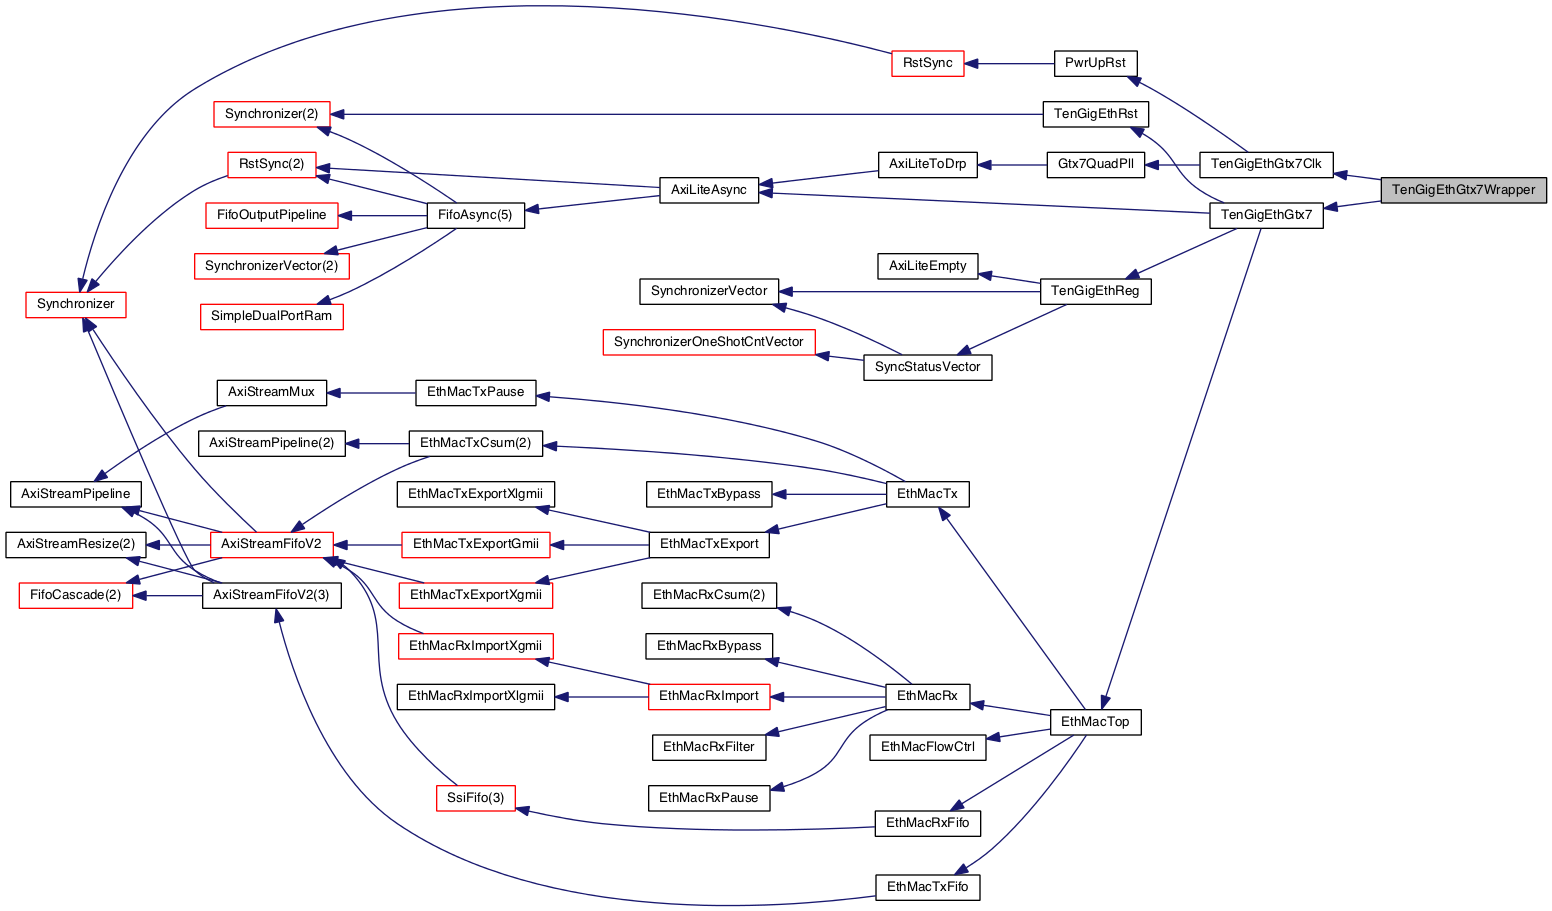 RstSync
PwrUpRst
Synchronizer(2)
TenGigEthRst
RstSync(2)
AxiLiteToDrp
Gtx7QuadPll
TenGigEthGtx7Clk
AxiLiteAsync
TenGigEthGtx7Wrapper
FifoOutputPipeline
FifoAsync(5)
TenGigEthGtx7
SynchronizerVector(2)
AxiLiteEmpty
SynchronizerVector
TenGigEthReg
Synchronizer
SimpleDualPortRam
SynchronizerOneShotCntVector
SyncStatusVector
AxiStreamMux
EthMacTxPause
AxiStreamPipeline(2)
EthMacTxCsum(2)
AxiStreamPipeline
EthMacTxExportXlgmii
EthMacTxBypass
EthMacTx
AxiStreamResize(2)
AxiStreamFifoV2
EthMacTxExportGmii
EthMacTxExport
FifoCascade(2)
AxiStreamFifoV2(3)
EthMacTxExportXgmii
EthMacRxCsum(2)
EthMacRxImportXgmii
EthMacRxBypass
EthMacRxImportXlgmii
EthMacRxImport
EthMacRx
EthMacTop
EthMacRxFilter
EthMacFlowCtrl
SsiFifo(3)
EthMacRxPause
EthMacRxFifo
EthMacTxFifo